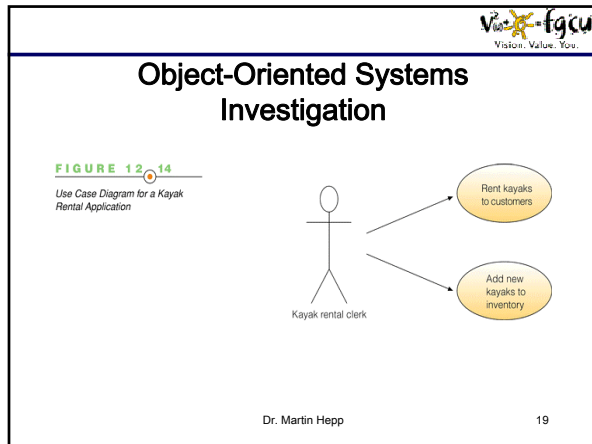 fgcu
Vision. Value. You.
Object-Oriented Systems
Investigation
FIGURE 12 14
Use Case Diagram for a Kayak
Rental Application
Rent kayaks
to customers
Add new
kayaks to
inventory
Kayak rental clerk
Dr. Martin Hepp
19